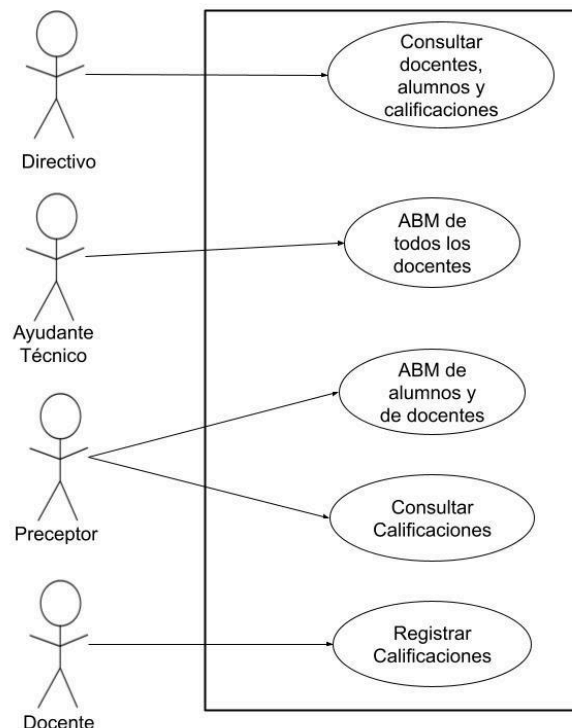 Consultar
docentes,
alumnos y
calificaciones
Directivo
ABM de
todos los
docentes
Ayudante
Técnico
ABM de
alumnos y
de docentes
Preceptor
Consultar
Calificaciones
Registrar
Calificaciones
Docente